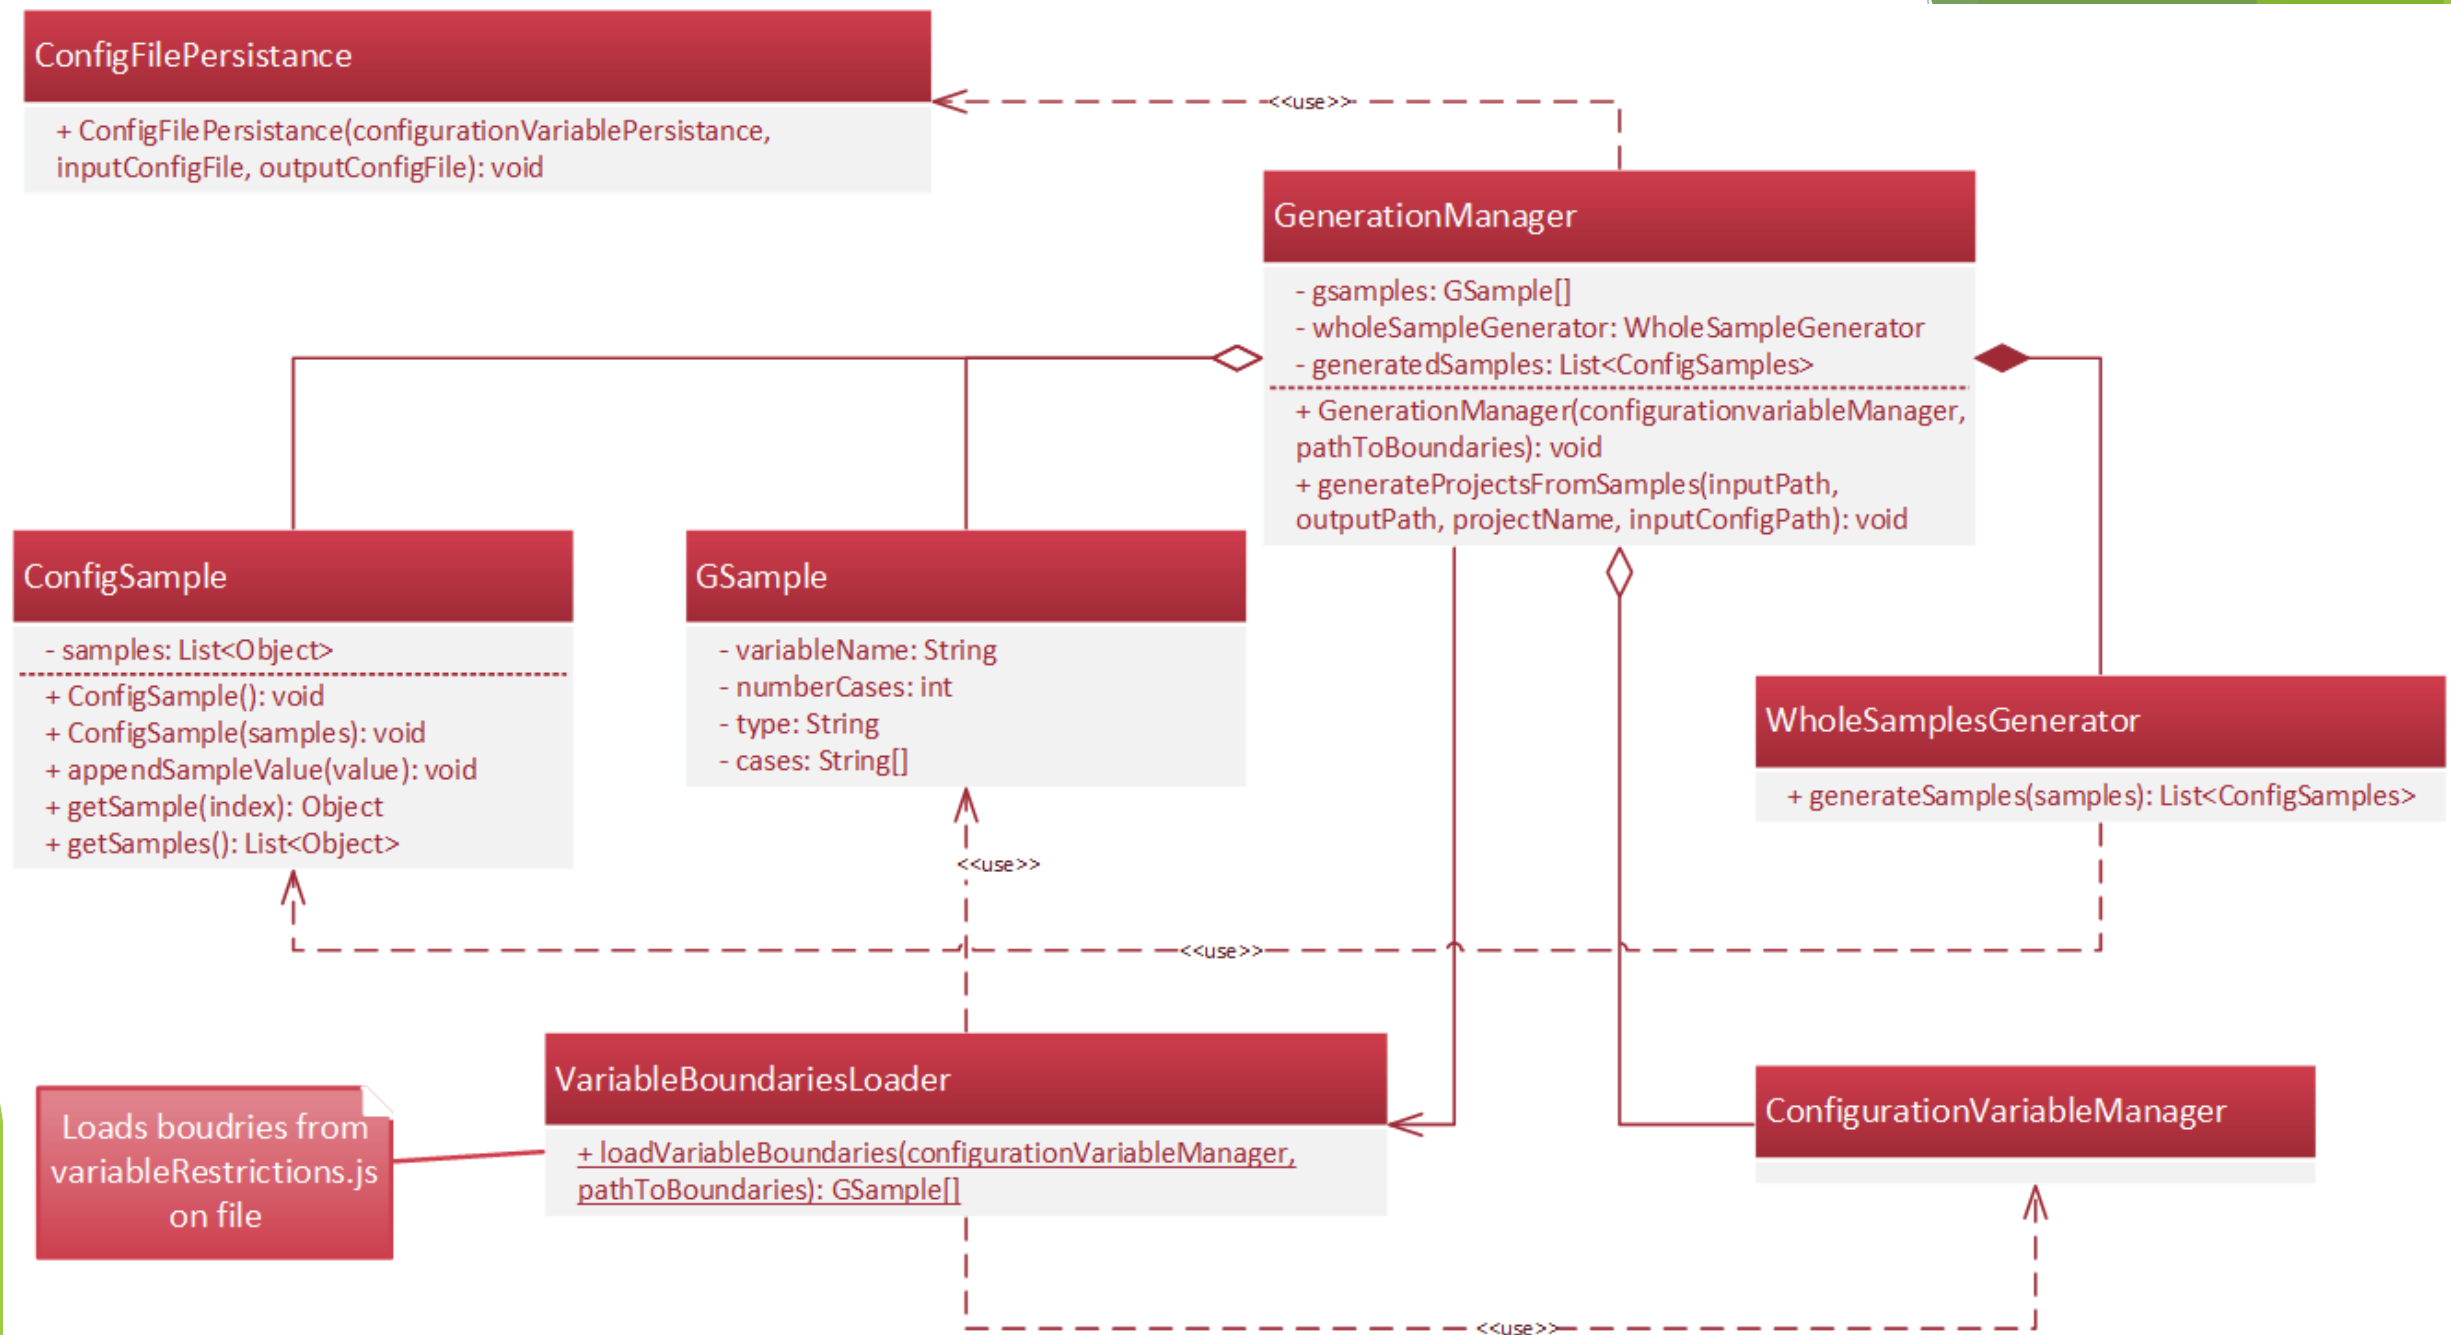 ConfigFilePersistance
+ ConfigFilePersistance(configurationVariablePersistance,
inputConfigFile, outputConfigFile): void
<<use>>
GenerationManager
- gsamples: GSample[]
- wholeSampleGenerator: WholeSampleGenerator
- generatedSamples: List<ConfigSamples>
+ GenerationManager(configurationvariableManager,
pathToBoundaries): void
+ generateProjectsFromSamples(inputPath,
outputPath, projectName, inputConfigPath): void
ConfigSample
- samples: List<Object>
+ ConfigSample(): void
+ ConfigSample(samples): void
+ appendSampleValue(value): void
+ getSample(index): Object
+ getSamples(): List<Object>
GSample
- variableName: String
- numberCases: int
- type: String
- cases: String[]
WholeSamplesGenerator
+ generateSamples(samples): List<ConfigSamples>
<<use>>
<<use>>
VariableBoundariesLoader
+ loadVariableBoundaries(configurationVariableManager,
pathToBoundaries): GSample[]
Loads boudries from
variableRestrictions.js
on file
ConfigurationVariableManager
<<use>>